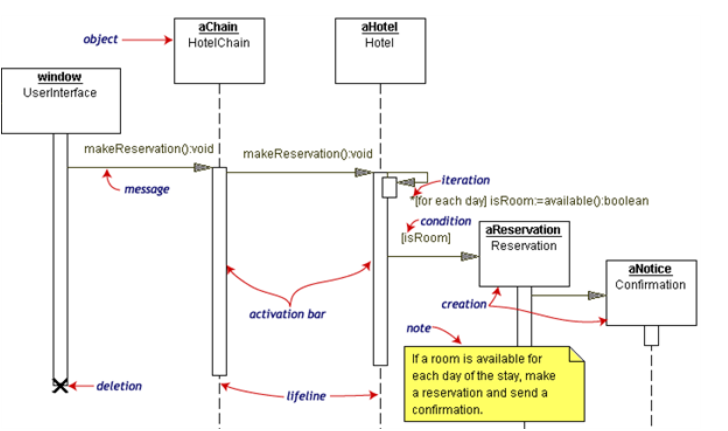 object
aChain
HotelChain
aHotel
Hotel
window
UserInterface
makeReservation():void
makeReservation():void
message
iteration
*[for each day] isRoom:=available():boolean
condition
[isRoom]
aReservation
Reservation
aNotice
Confirmation
activation bar
creation
note
If a room is available for
each day of the stay, make
a reservation and send a
confirmation.
deletion
lifeline